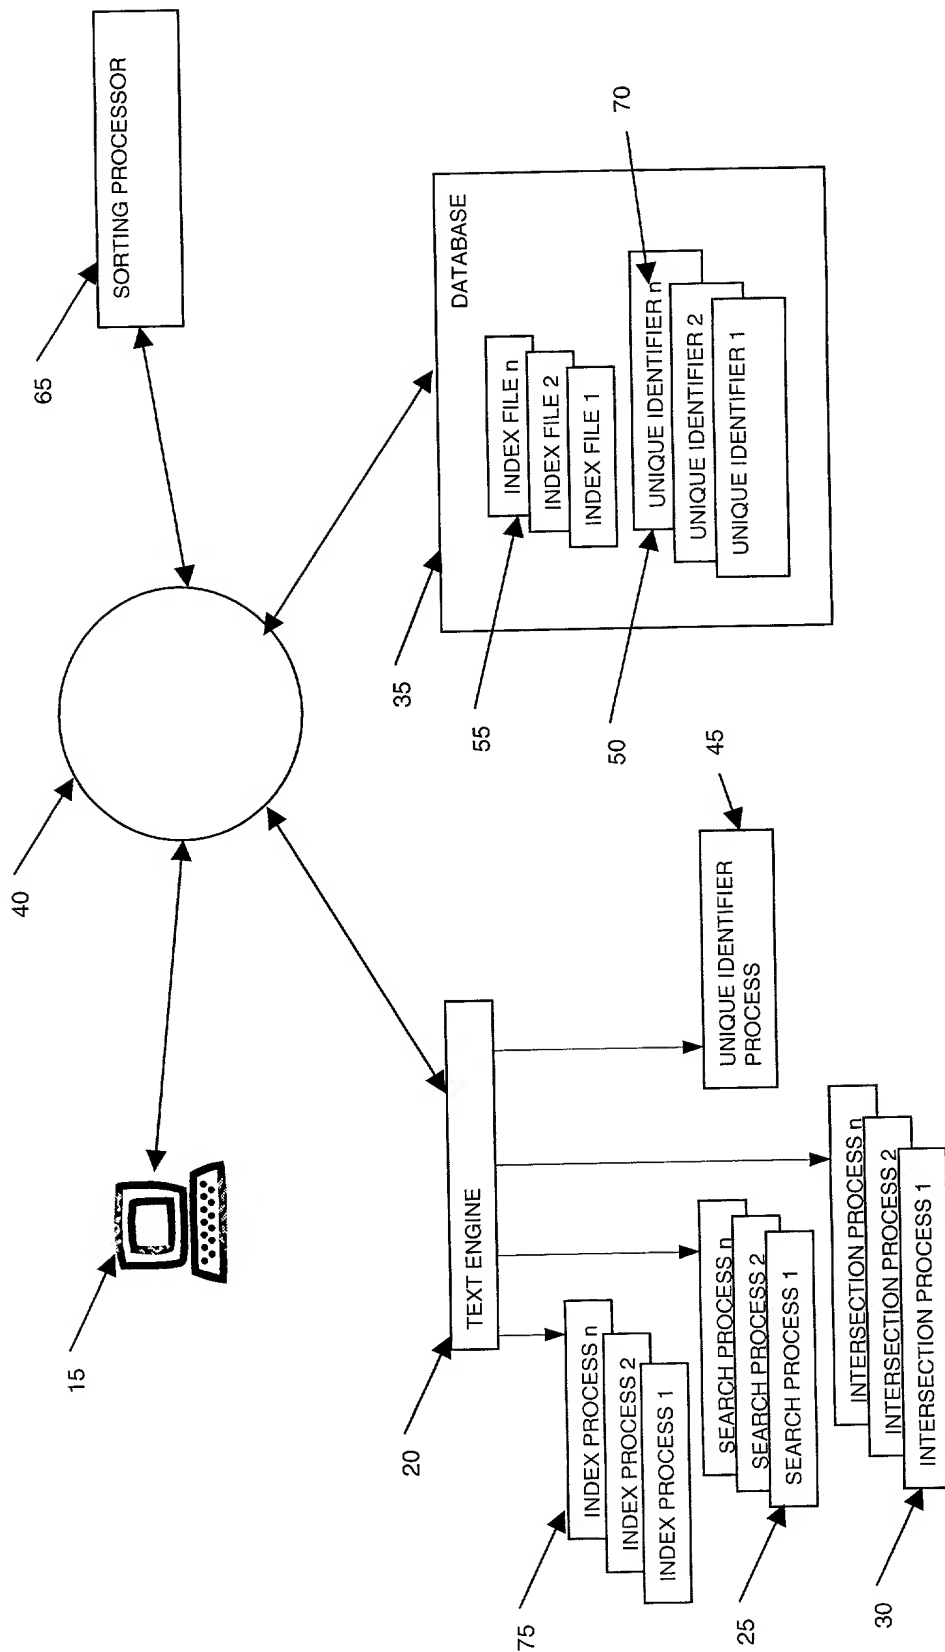 15
40
65
SORTING PROCESSOR
20
TEXT ENGINE
75
INDEX PROCESS n
INDEX PROCESS 2
INDEX PROCESS 1
25
SEARCH PROCESS n
SEARCH PROCESS 2
SEARCH PROCESS 1
30
INTERSECTION PROCESS n
INTERSECTION PROCESS 2
INTERSECTION PROCESS 1
45
UNIQUE IDENTIFIER
PROCESS
35
DATABASE
55
INDEX FILE n
INDEX FILE 2
INDEX FILE 1
50
70
UNIQUE IDENTIFIER n
UNIQUE IDENTIFIER 2
UNIQUE IDENTIFIER 1